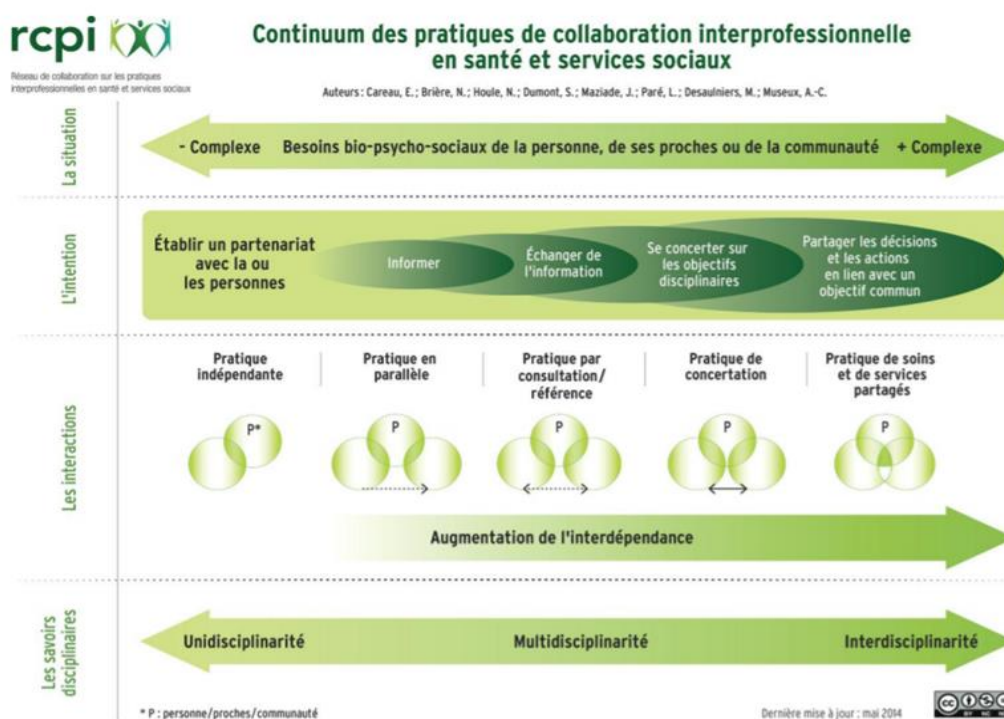 rcpi
Réseau de collaboration sur les pratiques
interprofessionnelles en santé et services sociaux
Continuum des pratiques de collaboration interprofessionnelle
en santé et services sociaux
Auteurs : Careau, E.; Brière, N.; Houle, N.; Dumont, S.; Maziade, J.; Paré, L.; Desaulniers, M.; Museux, A.-C.
La situation
- Complexe
Besoins bio-psycho-sociaux de la personne, de ses proches ou de la communauté
+ Complexe
L'intention
Établir un partenariat
avec la ou
les personnes
Informer
Échanger de
l'information
Se concerter sur
les objectifs
disciplinaires
Partager les décisions
et les actions
en lien avec un
objectif commun
Les interactions
Pratique
indépendante
Pratique en
parallèle
Pratique par
consultation/
référence
Pratique de
concertation
Pratique de soins
et de services
partagés
P*
P
P
P
P
Augmentation de l'interdépendance
Les savoirs
disciplinaires
Unidisciplinarité
Multidisciplinarité
Interdisciplinarité
* P : personne/proches/communauté
Dernière mise à jour : mai 2014